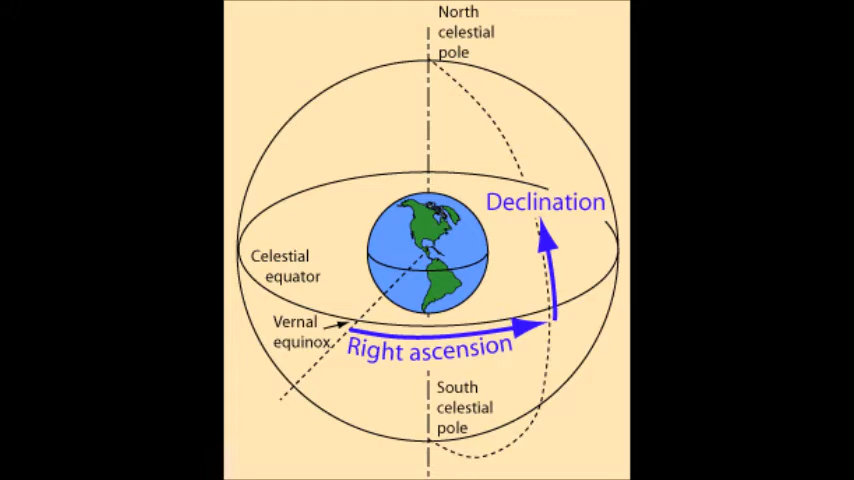 North
celestial
pole
Declination
Celestial
equator
Vernal
equinox
Right ascension
South
celestial
pole